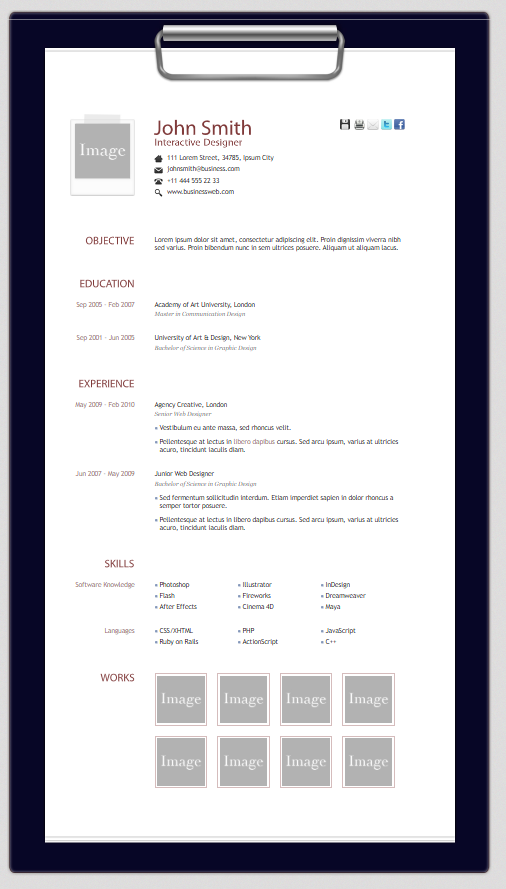 Image
John Smith
Interactive Designer
111 Lorem Street, 34785, Ipsum City
johnsmith@business.com
+11 444 555 22 33
www.businessweb.com
OBJECTIVE
Lorem ipsum dolor sit amet, consectetur adipiscing elit. Proin dignissim viverra nibh
sed varius. Proin bibendum nunc in sem ultrices posuere. Aliquam ut aliquam lacus.
EDUCATION
Sep 2005 - Feb 2007
Academy of Art University, London
Master in Communication Design
Sep 2001 - Jun 2005
University of Art & Design, New York
Bachelor of Science in Graphic Design
EXPERIENCE
May 2009 - Feb 2010
Agency Creative, London
Senior Web Designer
Vestibulum eu ante massa, sed rhoncus velit.
Pellentesque at lectus in libero dapibus cursus. Sed arcu ipsum, varius at ultricies
acuro, tincidunt iaculis diam.
Jun 2007 - May 2009
Junior Web Designer
Bachelor of Science in Graphic Design
Sed fermentum sollicitudin interdum. Etiam imperdiet sapien in dolor rhoncus a
semper tortor posuere.
Pellentesque at lectus in libero dapibus cursus. Sed arcu ipsum, varius at ultricies
acuro, tincidunt iaculis diam.
SKILLS
Software Knowledge
Photoshop Illustrator InDesign
Flash Fireworks Dreamweaver
After Effects Cinema 4D Maya
Languages
CSS/XHTML PHP JavaScript
Ruby on Rails ActionScript C++
WORKS
Image Image Image Image
Image Image Image Image